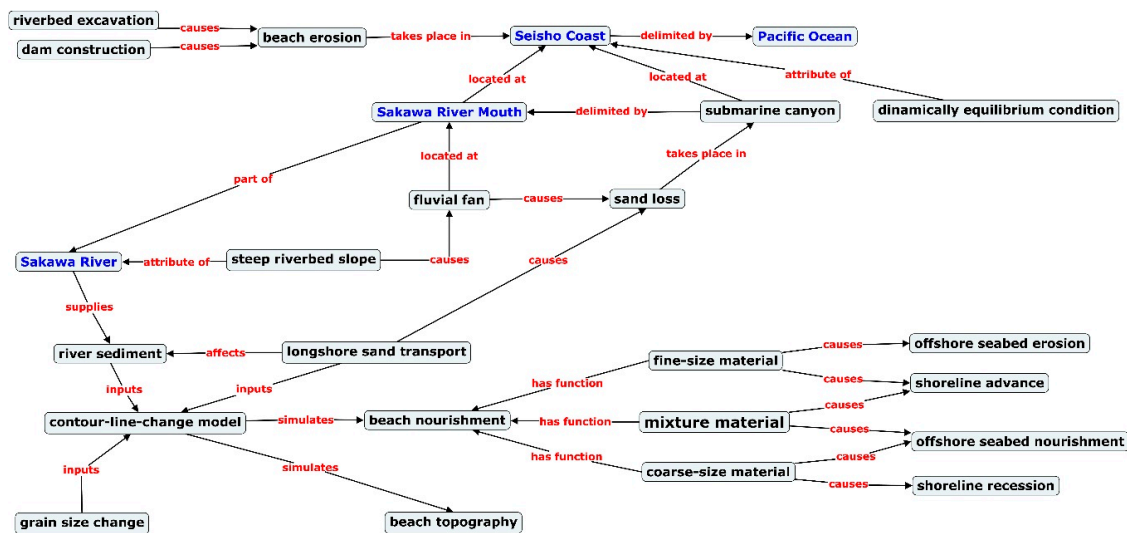 riverbed excavation
causes
dam construction
causes
beach erosion
takes place in
Seisho Coast
delimited by
Pacific Ocean
located at
located at
attribute of
Sakawa River Mouth
delimited by
submarine canyon
dinamically equilibrium condition
located at
takes place in
part of
fluvial fan
causes
sand loss
Sakawa River
attribute of
steep riverbed slope
causes
causes
supplies
river sediment
affects
longshore sand transport
fine-size material
causes
offshore seabed erosion
causes
shoreline advance
inputs
inputs
has function
causes
contour-line-change model
simulates
beach nourishment
has function
mixture material
causes
offshore seabed nourishment
has function
causes
inputs
simulates
coarse-size material
causes
shoreline recession
grain size change
beach topography